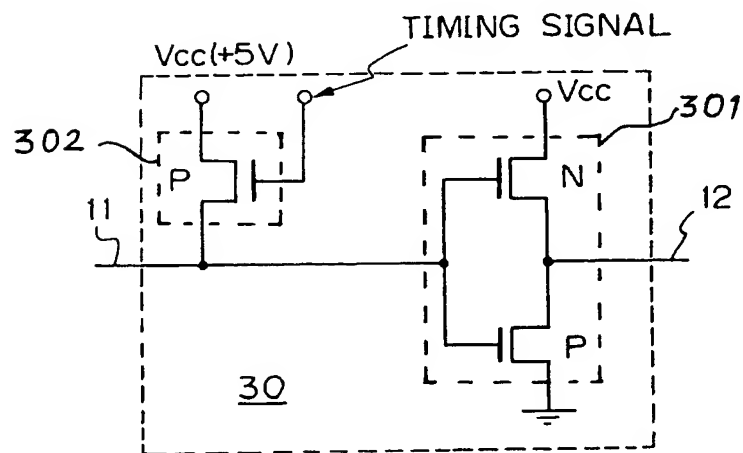 TIMING SIGNAL
Vcc(+5V)
Vcc
301
302
P
N
11
12
P
30